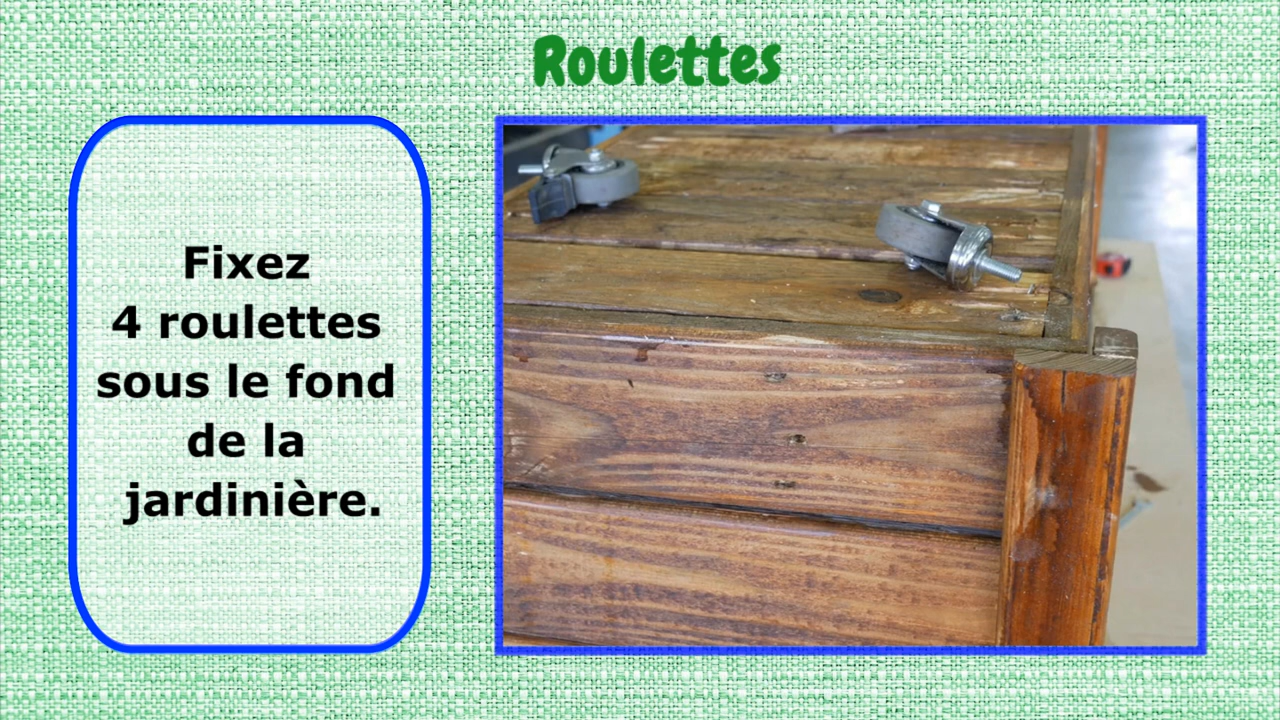 Roulettes
Fixez
4 roulettes
sous le fond
de la
jardinière.